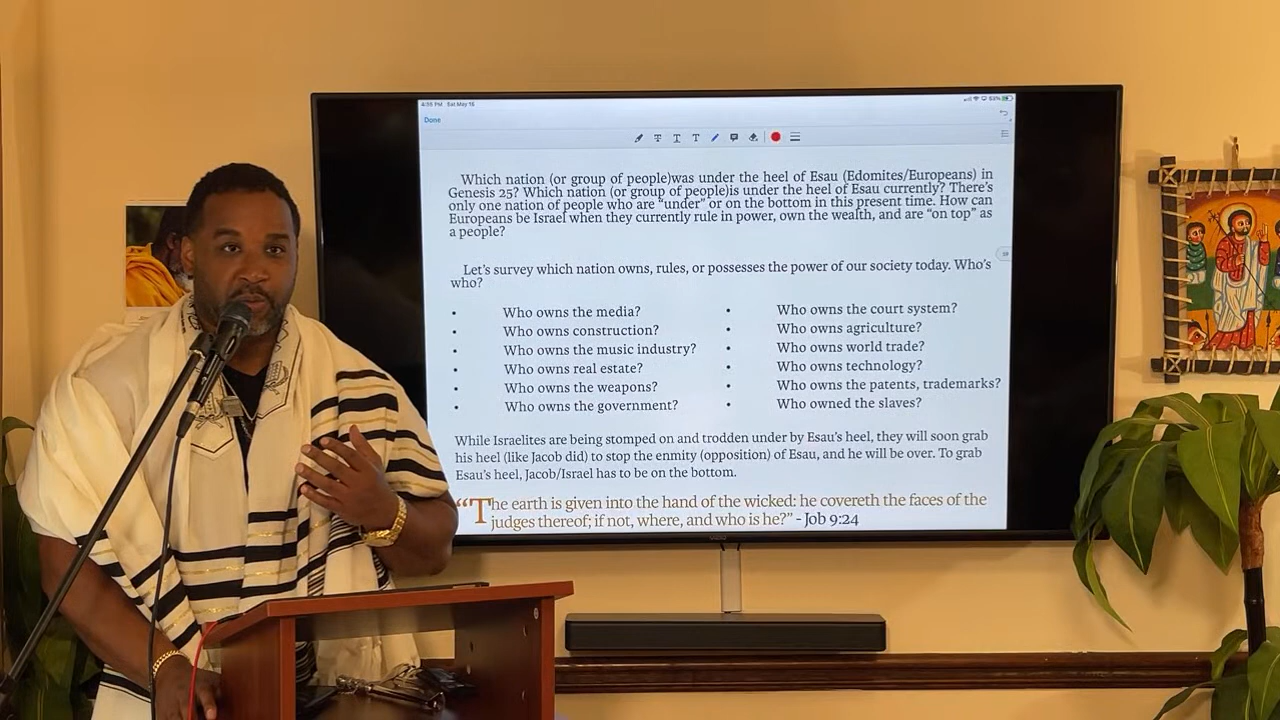 4:55 PM Sat May 15
53%
Done
Which nation (or group of people)was under the heel of Esau (Edomites/Europeans) in
Genesis 25? Which nation (or group of people)is under the heel of Esau currently? There's
only one nation of people who are "under" or on the bottom in this present time. How can
Europeans be Israel when they currently rule in power, own the wealth, and are "on top" as
a people?
Let's survey which nation owns, rules, or possesses the power of our society today. Who's
who?
• Who owns the media?
• Who owns construction?
• Who owns the music industry?
• Who owns real estate?
• Who owns the weapons?
• Who owns the government?
• Who owns the court system?
• Who owns agriculture?
• Who owns world trade?
• Who owns technology?
• Who owns the patents, trademarks?
• Who owned the slaves?
While Israelites are being stomped on and trodden under by Esau's heel, they will soon grab
his heel (like Jacob did) to stop the enmity (opposition) of Esau, and he will be over. To grab
Esau's heel, Jacob/Israel has to be on the bottom.
"The earth is given into the hand of the wicked: he covereth the faces of the
judges thereof; if not, where, and who is he?" - Job 9:24
VIZIO